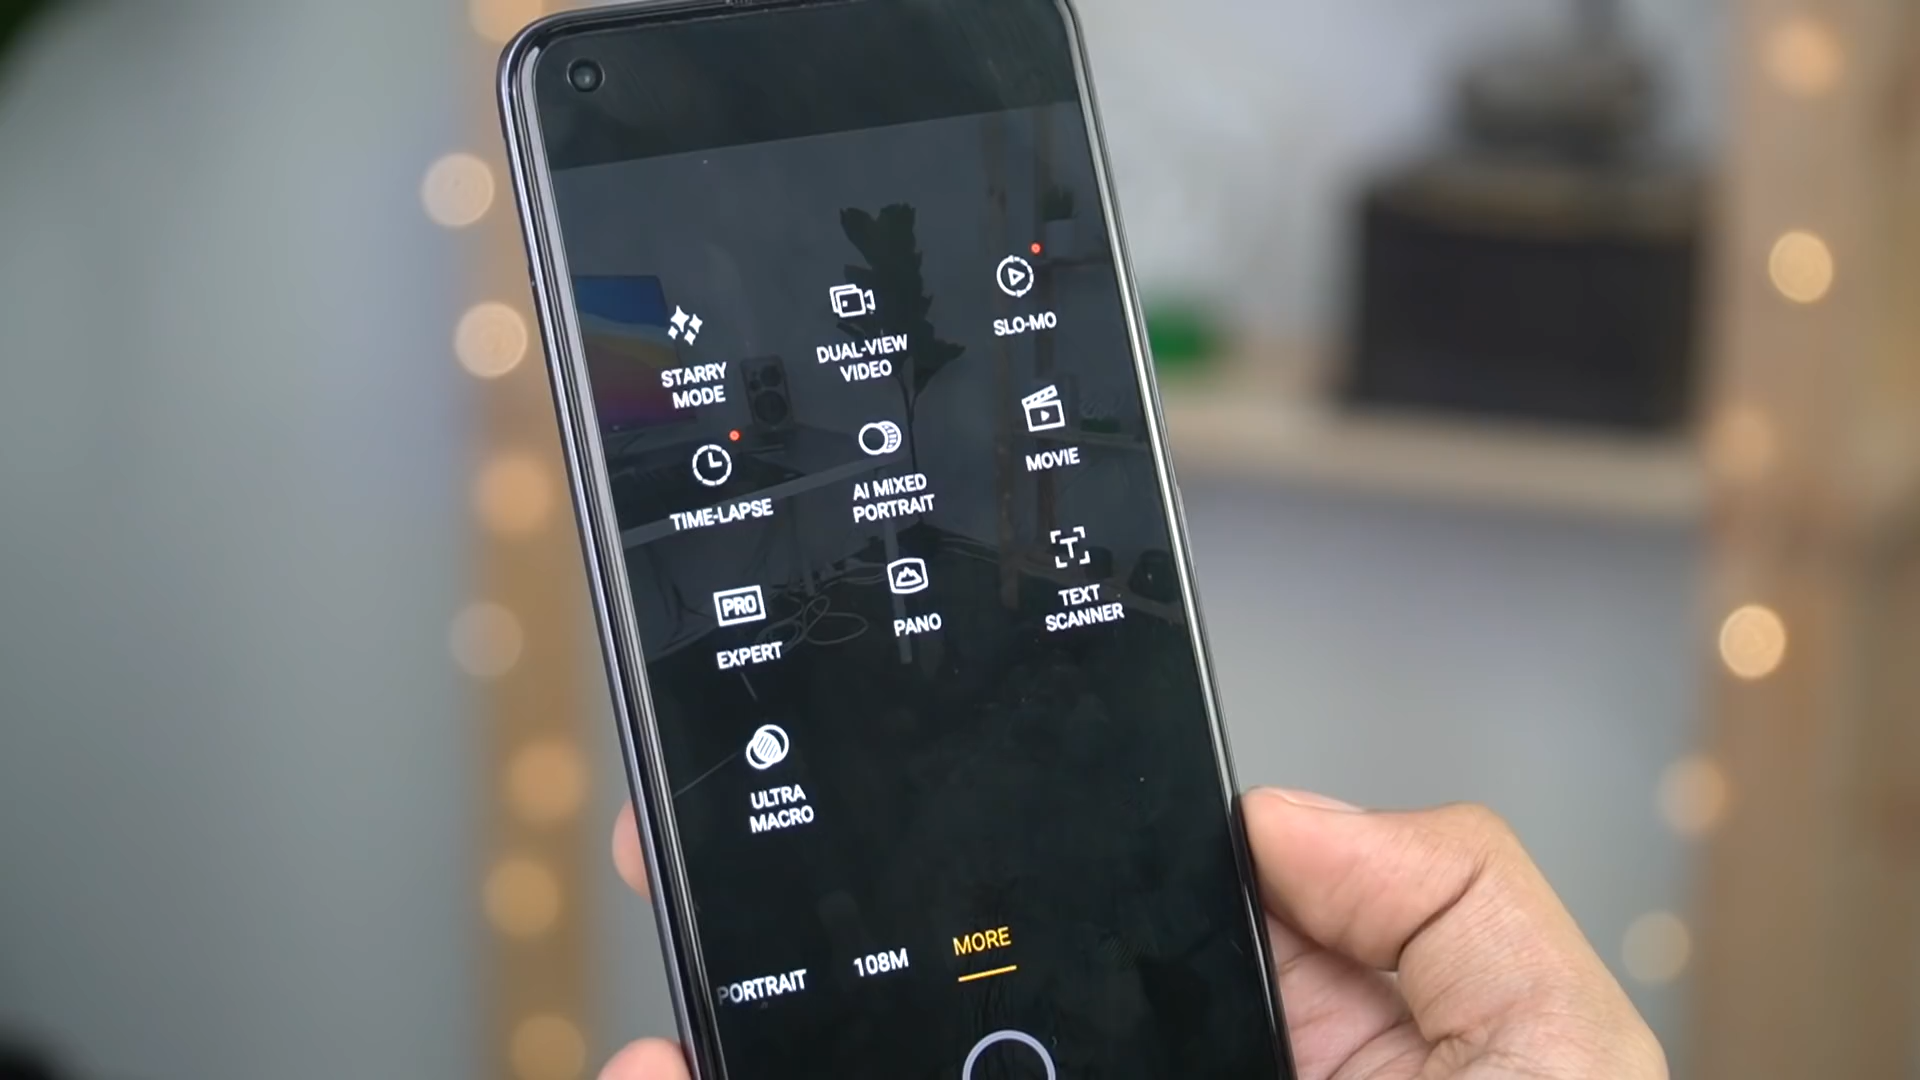 STARRY
MODE
DUAL-VIEW
VIDEO
SLO-MO
TIME-LAPSE
AI MIXED
PORTRAIT
MOVIE
PRO
EXPERT
PANO
T
TEXT
SCANNER
ULTRA
MACRO
PORTRAIT
108M
MORE